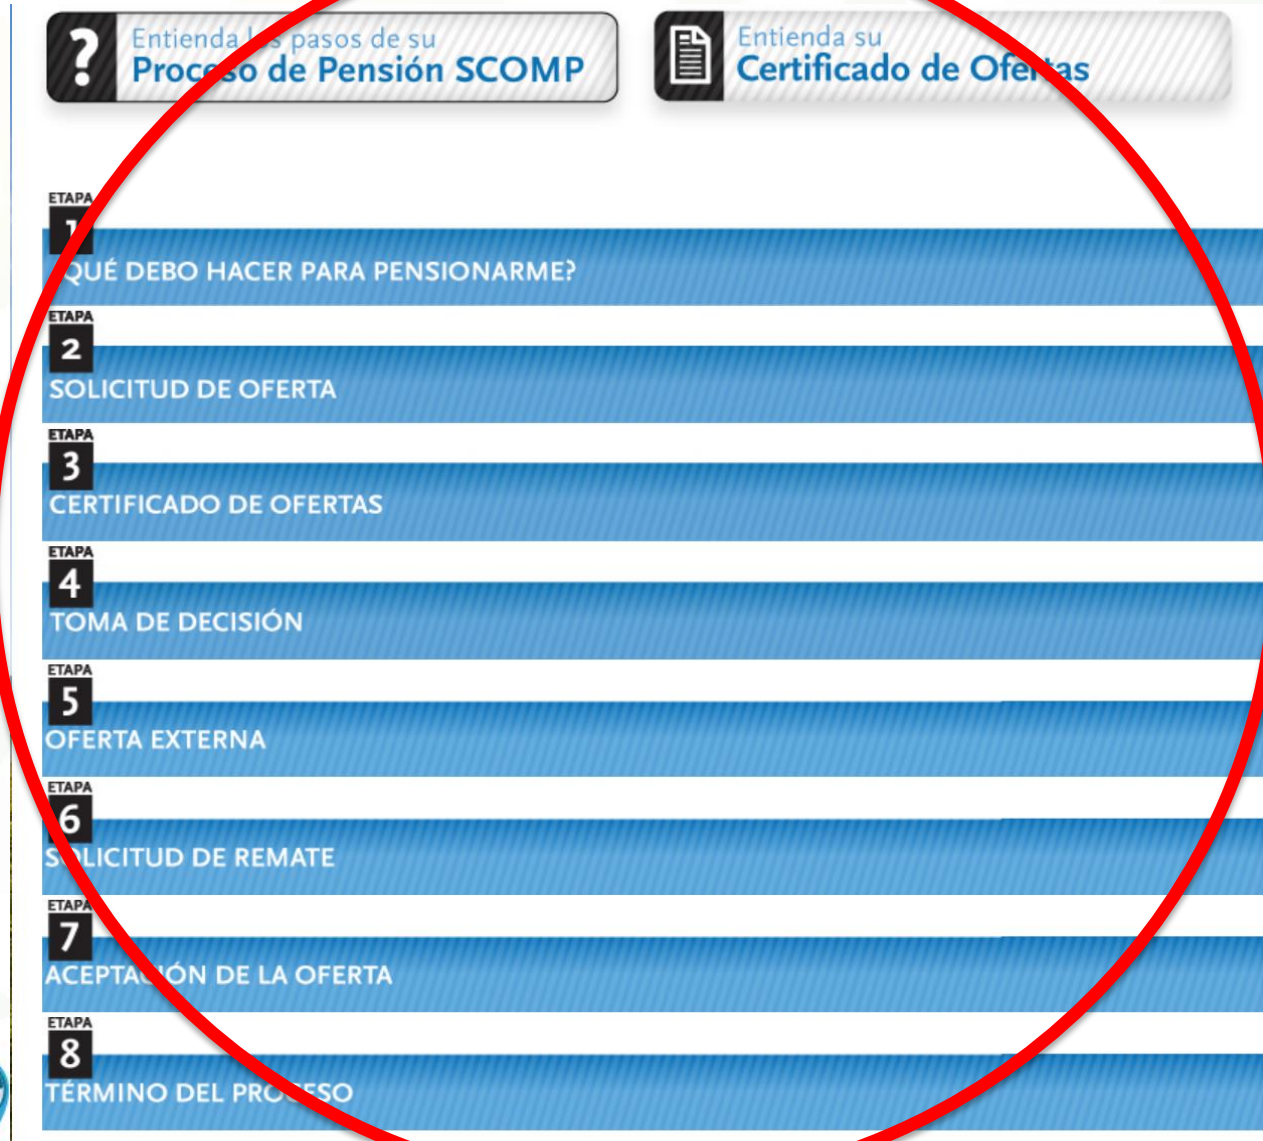 ?
Entienda los pasos de su
Proceso de Pensión SCOMP
Entienda su
Certificado de Ofertas
ETAPA
1
QUÉ DEBO HACER PARA PENSIONARME?
ETAPA
2
SOLICITUD DE OFERTA
ETAPA
3
CERTIFICADO DE OFERTAS
ETAPA
4
TOMA DE DECISIÓN
ETAPA
5
OFERTA EXTERNA
ETAPA
6
SOLICITUD DE REMATE
ETAPA
7
ACEPTACIÓN DE LA OFERTA
ETAPA
8
TÉRMINO DEL PROCESO